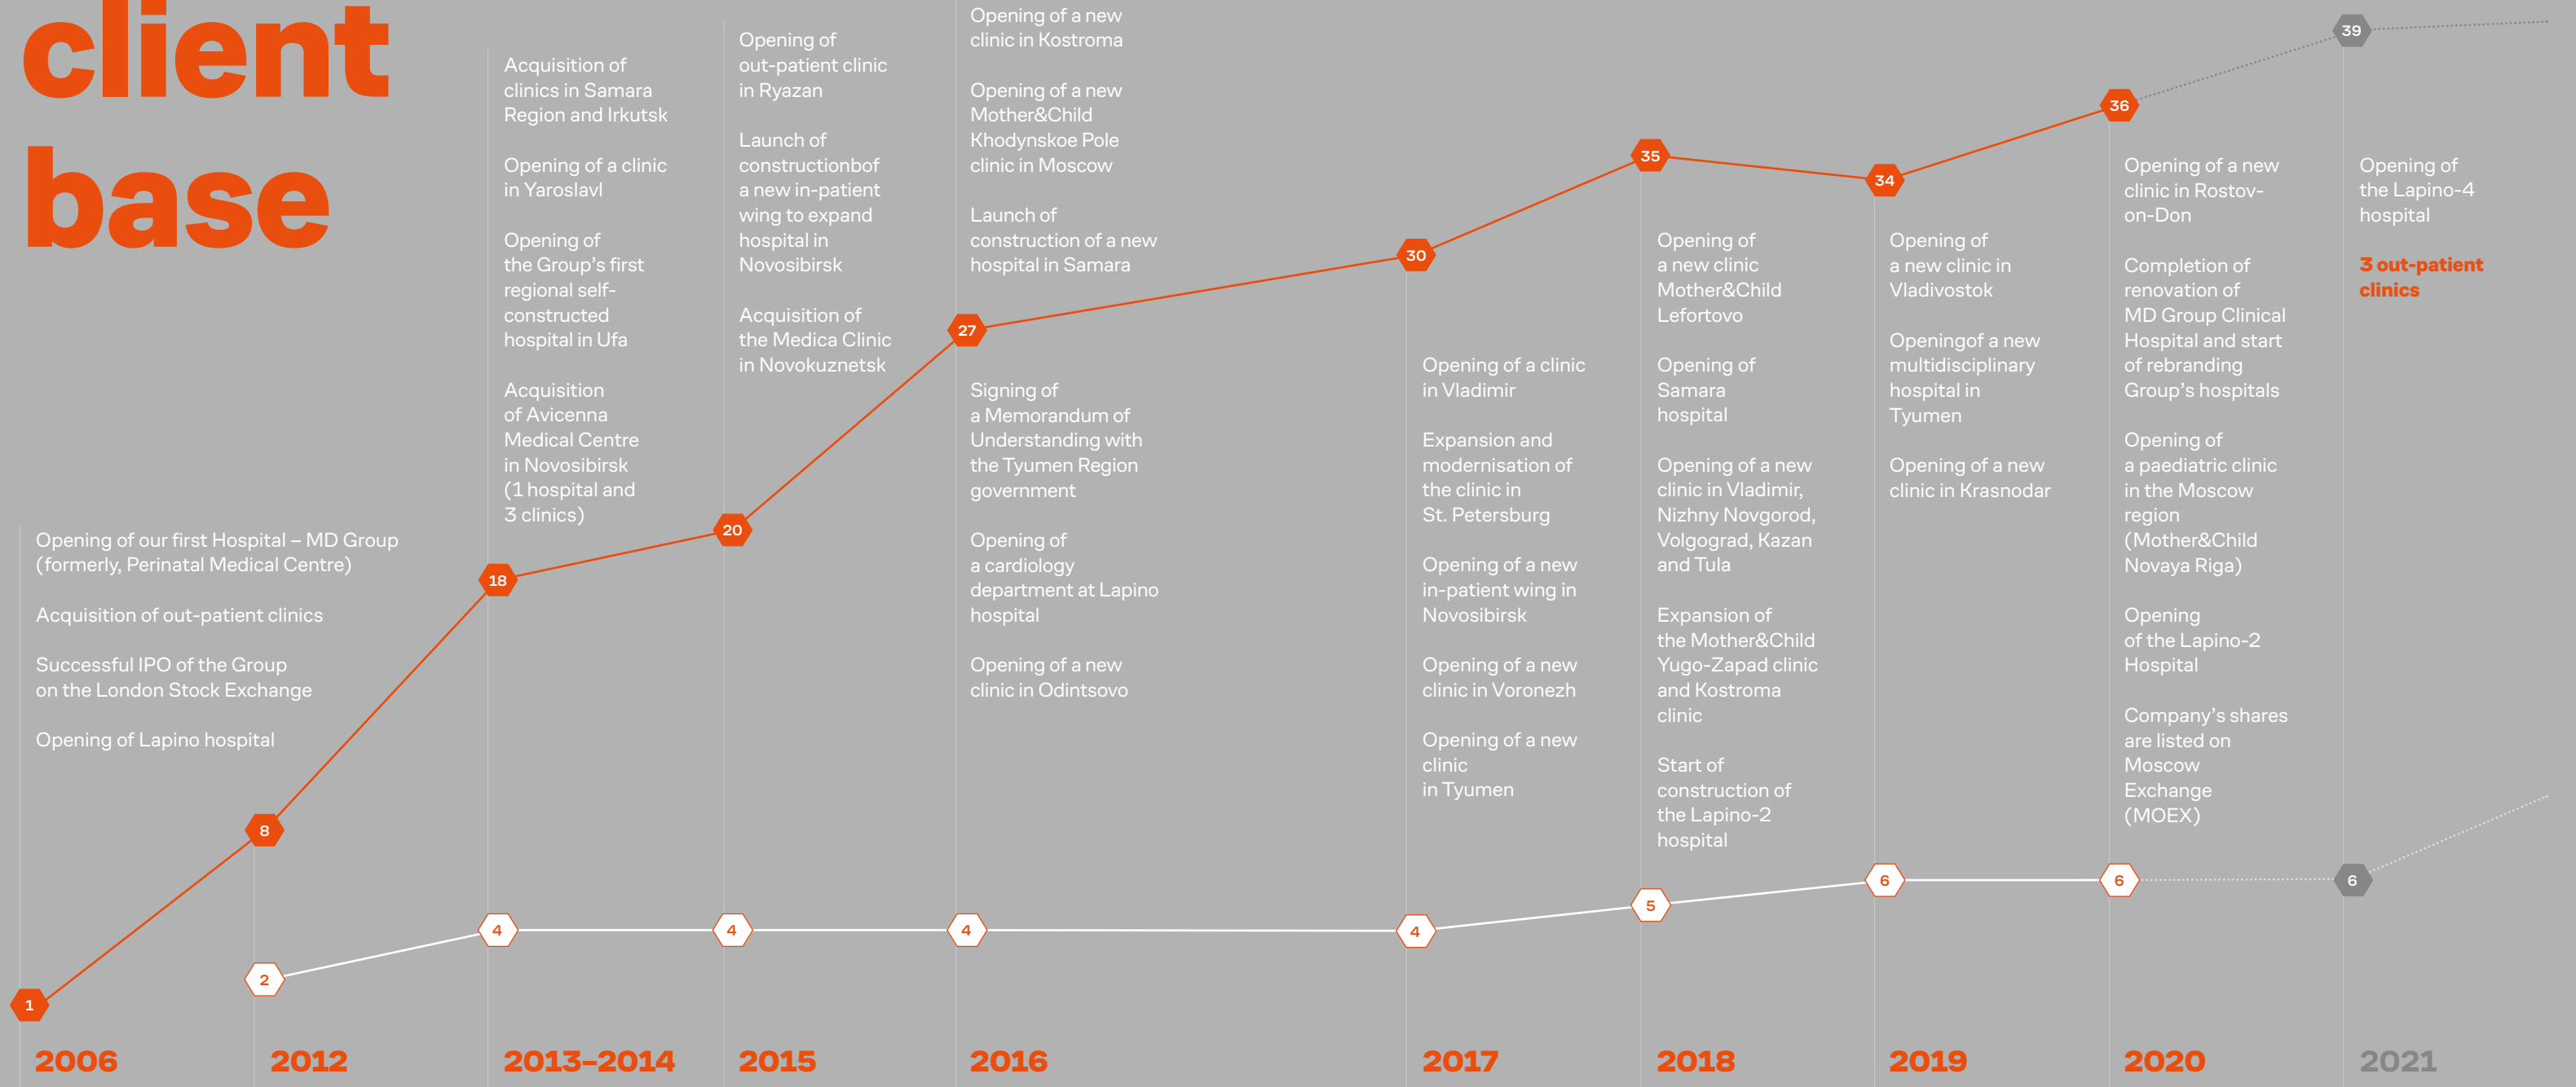 client
base
Opening of our first Hospital – MD Group
(formerly, Perinatal Medical Centre)
Acquisition of out-patient clinics
Successful IPO of the Group
on the London Stock Exchange
Opening of Lapino hospital
Acquisition of
clinics in Samara
Region and Irkutsk
Opening of a clinic
in Yaroslavl
Opening of
the Group's first
regional self-
constructed
hospital in Ufa
Acquisition
of Avicenna
Medical Centre
in Novosibirsk
(1 hospital and
3 clinics)
Opening of
out-patient clinic
in Ryazan
Launch of
constructionbof
a new in-patient
wing to expand
hospital in
Novosibirsk
Acquisition of
the Medica Clinic
in Novokuznetsk
Opening of a new
clinic in Kostroma
Opening of a new
Mother&Child
Khodynskoe Pole
clinic in Moscow
Launch of
construction of a new
hospital in Samara
Signing of
a Memorandum of
Understanding with
the Tyumen Region
government
Opening of
a cardiology
department at Lapino
hospital
Opening of a new
clinic in Odintsovo
Opening of a clinic
in Vladimir
Expansion and
modernisation of
the clinic in
St. Petersburg
Opening of a new
in-patient wing in
Novosibirsk
Opening of a new
clinic in Voronezh
Opening of a new
clinic
in Tyumen
Opening of
a new clinic
Mother&Child
Lefortovo
Opening of
Samara
hospital
Opening of a new
clinic in Vladimir,
Nizhny Novgorod,
Volgograd, Kazan
and Tula
Expansion of
the Mother&Child
Yugo-Zapad clinic
and Kostroma
clinic
Start of
construction of
the Lapino-2
hospital
Opening of
a new clinic in
Vladivostok
Openingof a new
multidisciplinary
hospital in
Tyumen
Opening of a new
clinic in Krasnodar
Opening of a new
clinic in Rostov-
on-Don
Completion of
renovation of
MD Group Clinical
Hospital and start
of rebranding
Group's hospitals
Opening of
a paediatric clinic
in the Moscow
region
(Mother&Child
Novaya Riga)
Opening
of the Lapino-2
Hospital
Company's shares
are listed on
Moscow
Exchange
(MOEX)
Opening of
the Lapino-4
hospital
3 out-patient
clinics
1
8
18
20
27
30
35
34
36
39
2
4
4
4
4
5
6
6
6
2006
2012
2013–2014
2015
2016
2017
2018
2019
2020
2021